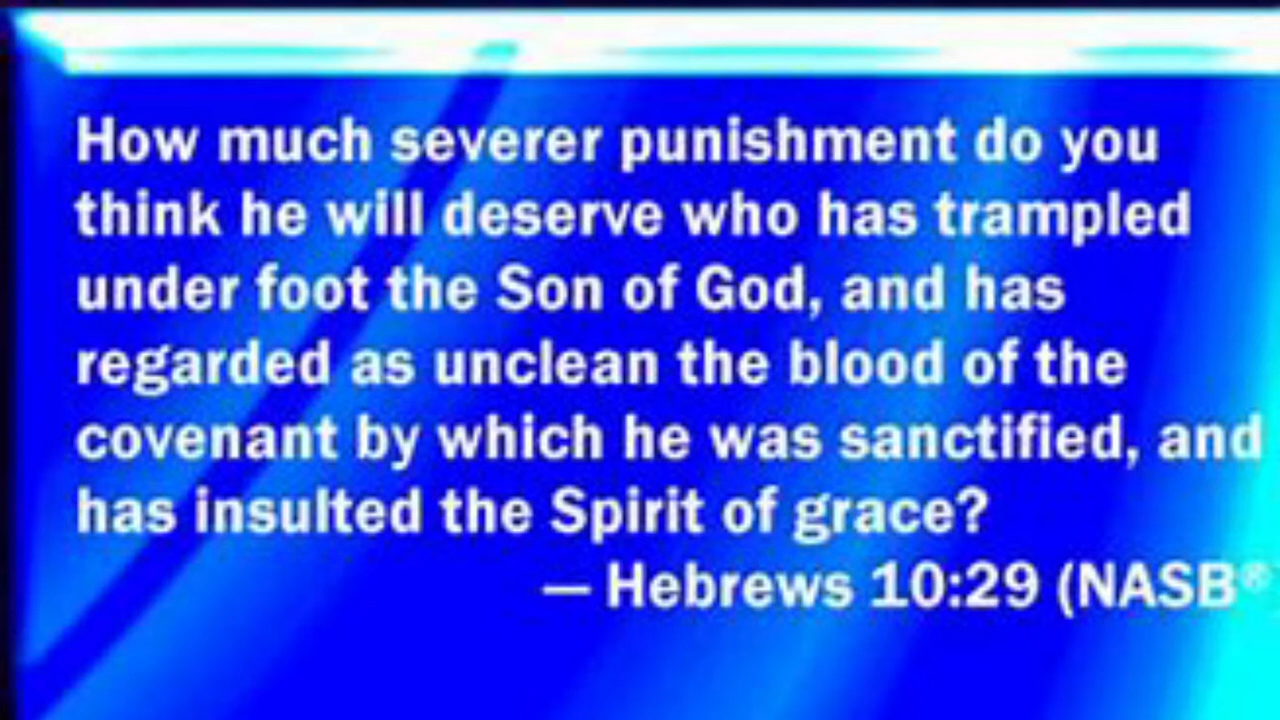 How much severer punishment do you
think he will deserve who has trampled
under foot the Son of God, and has
regarded as unclean the blood of the
covenant by which he was sanctified, and
has insulted the Spirit of grace?
— Hebrews 10:29 (NASB®